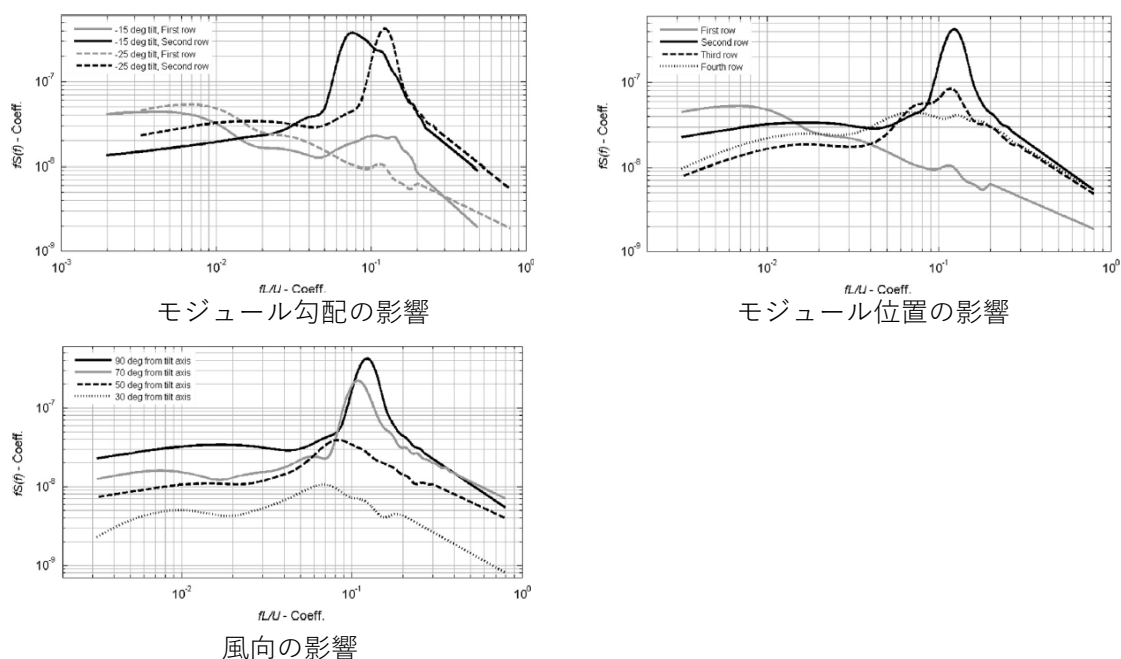 -15 deg tilt, First row
-15 deg tilt, Second row
-25 deg tilt, First row
-25 deg tilt, Second row
fS(f) - Coeff.
10⁻⁷
10⁻⁸
10⁻⁹
10⁻³
10⁻²
10⁻¹
10⁰
fL/U - Coeff.
モジュール勾配の影響
First row
Second row
Third row
Fourth row
fS(f) - Coeff.
10⁻⁷
10⁻⁸
10⁻⁹
10⁻²
10⁻¹
10⁰
fL/U - Coeff.
モジュール位置の影響
90 deg from tilt axis
70 deg from tilt axis
50 deg from tilt axis
30 deg from tilt axis
fS(f) - Coeff.
10⁻⁷
10⁻⁸
10⁻⁹
10⁻²
10⁻¹
10⁰
fL/U - Coeff.
風向の影響